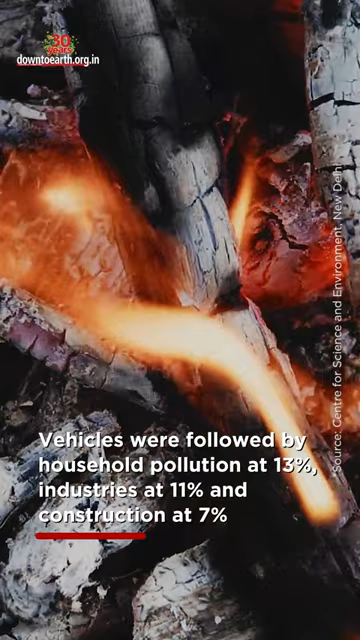 30
years
downtoearth.org.in
*Source: Centre for Science and Environment, New Delhi
Vehicles were followed by
household pollution at 13%,
industries at 11% and
construction at 7%